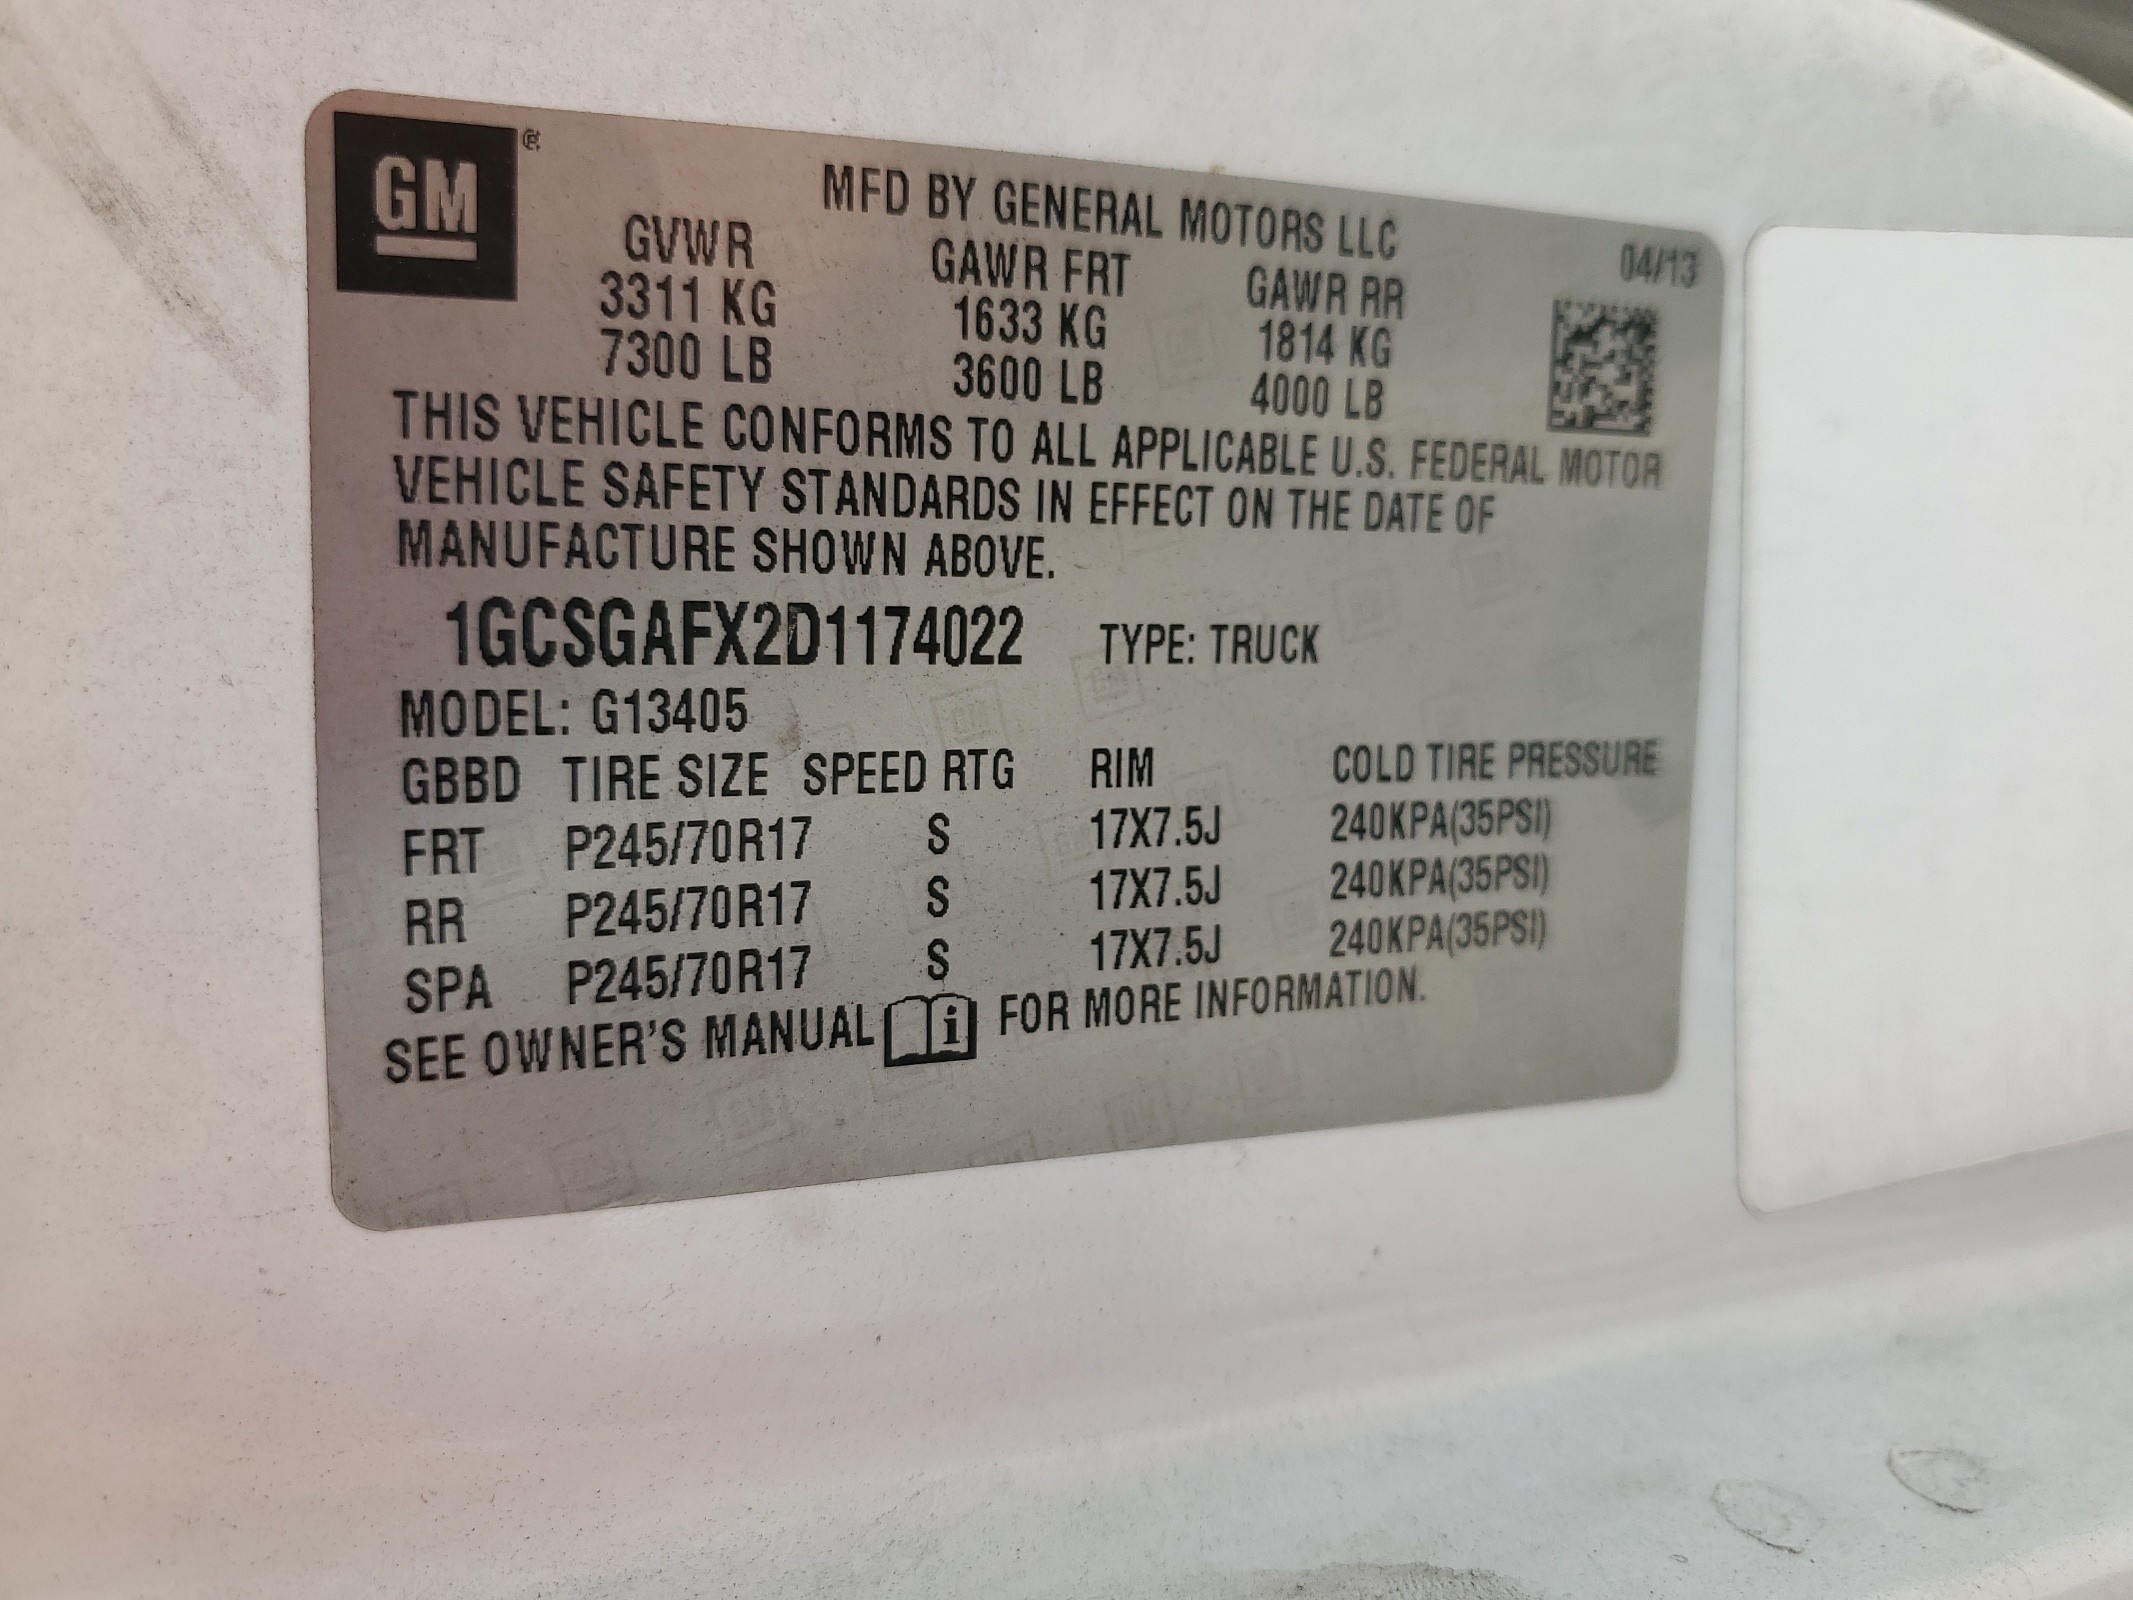 GM
MFD BY GENERAL MOTORS LLC
04/13
GVWR GAWR FRT GAWR RR
3311 KG 1633 KG 1814 KG
7300 LB 3600 LB 4000 LB
THIS VEHICLE CONFORMS TO ALL APPLICABLE U.S. FEDERAL MOTOR
VEHICLE SAFETY STANDARDS IN EFFECT ON THE DATE OF
MANUFACTURE SHOWN ABOVE.
1GCSGAFX2D1174022 TYPE: TRUCK
MODEL: G13405
GBBD TIRE SIZE SPEED RTG RIM COLD TIRE PRESSURE
FRT P245/70R17 S 17X7.5J 240KPA(35PSI)
RR P245/70R17 S 17X7.5J 240KPA(35PSI)
SPA P245/70R17 S 17X7.5J 240KPA(35PSI)
SEE OWNER'S MANUAL i FOR MORE INFORMATION.